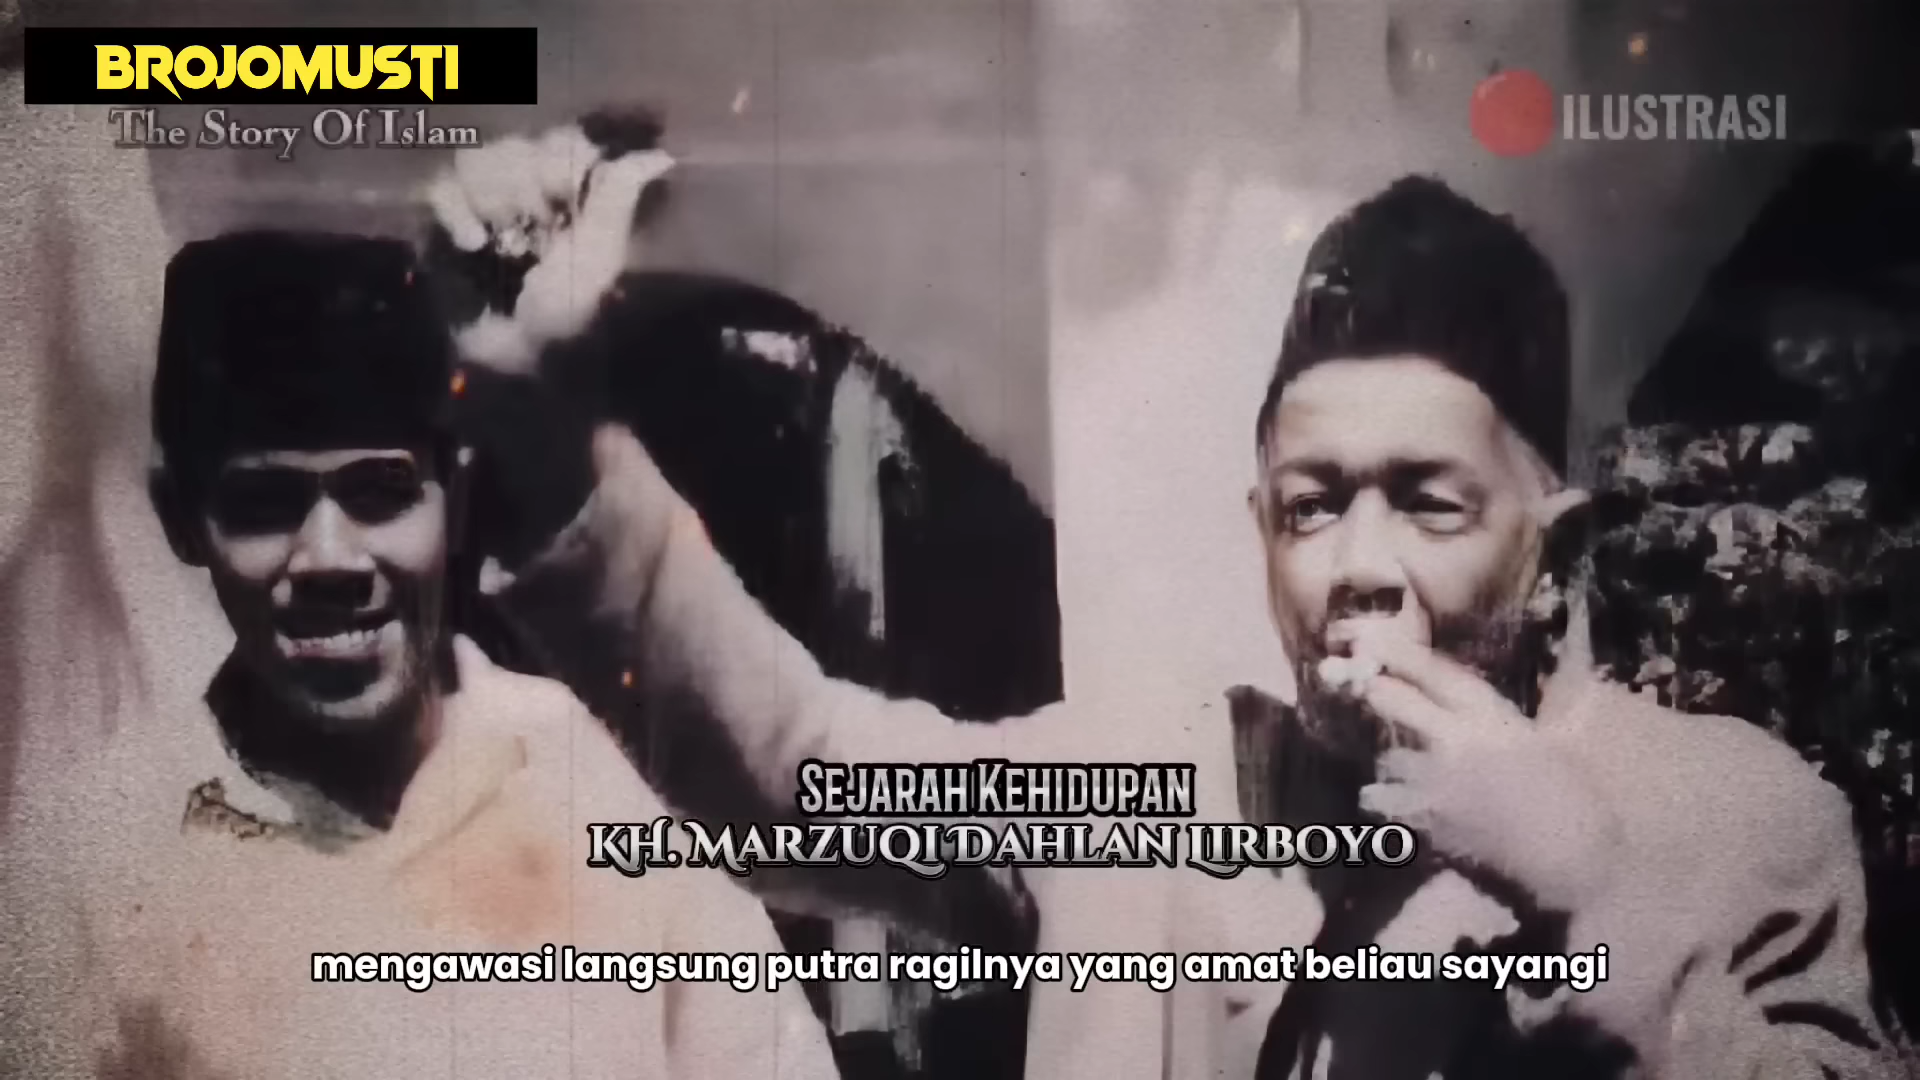 BROJOMUSTI
The Story Of Islam
ILUSTRASI
SEJARAH KEHIDUPAN
KH. MARZUQI DAHLAN LIRBOYO
mengawasi langsung putra ragilnya yang amat beliau sayangi